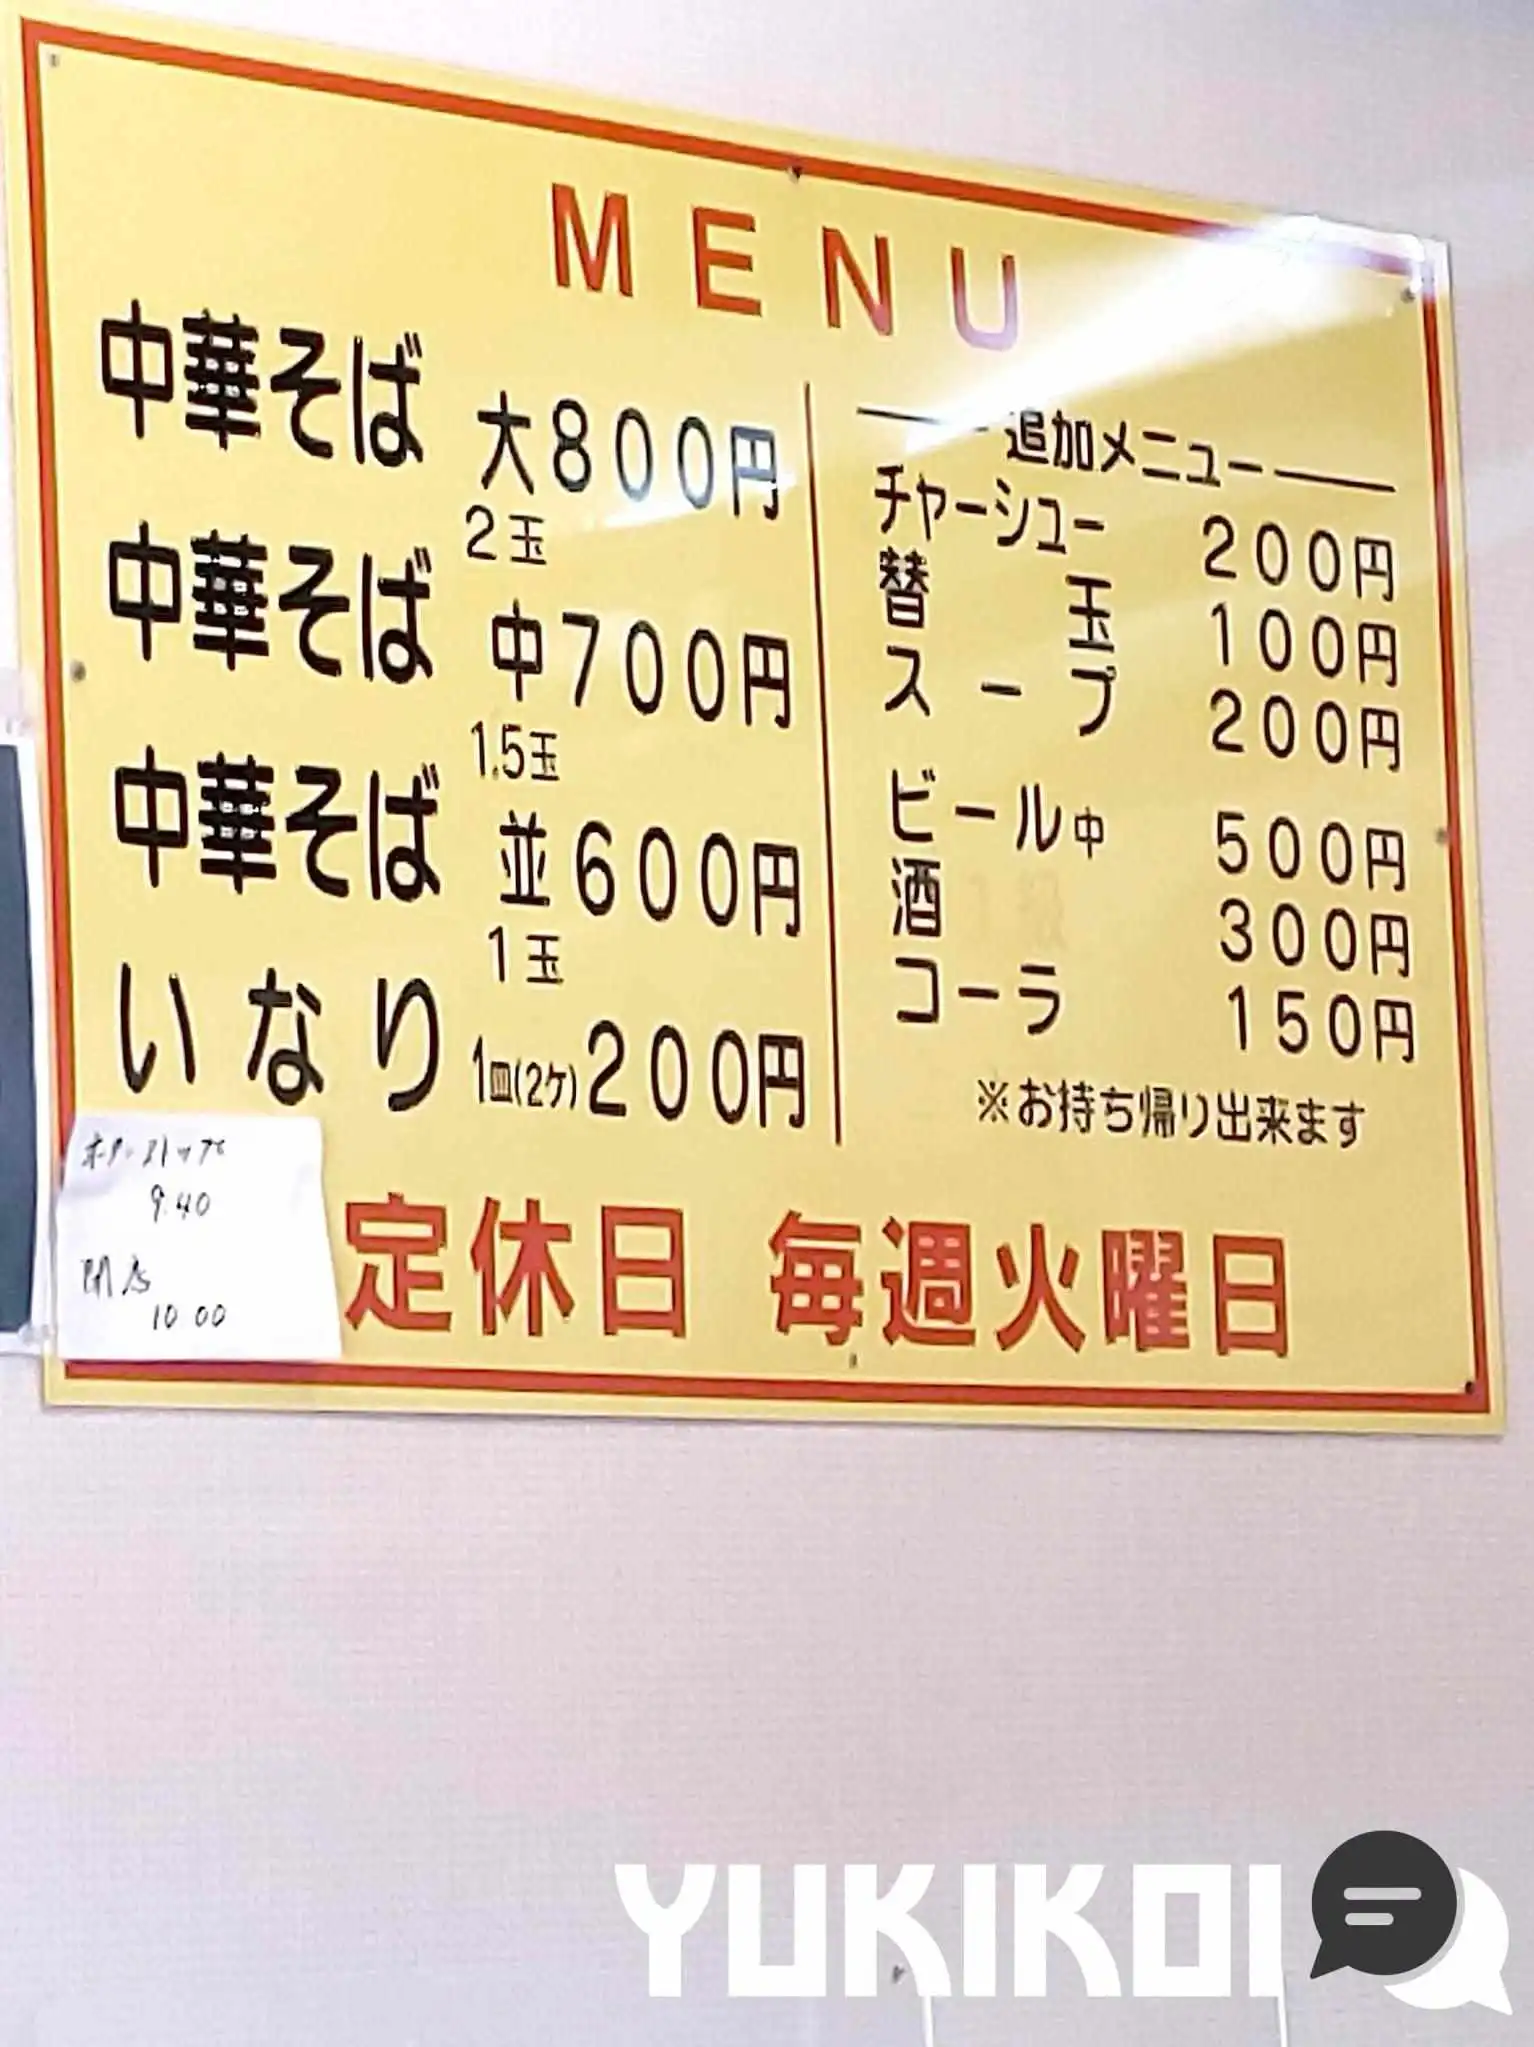 MENU
中華そば 大800円
2玉
中華そば 中700円
1.5玉
中華そば 並600円
1玉
いなり 1皿(2ケ)200円
追加メニュー
チャーシュー 200円
替玉 100円
スープ 200円
ビール中 500円
酒 300円
コーラ 150円
※お持ち帰り出来ます
9.40
閉店
10 00
定休日 毎週火曜日
YUKIKOI